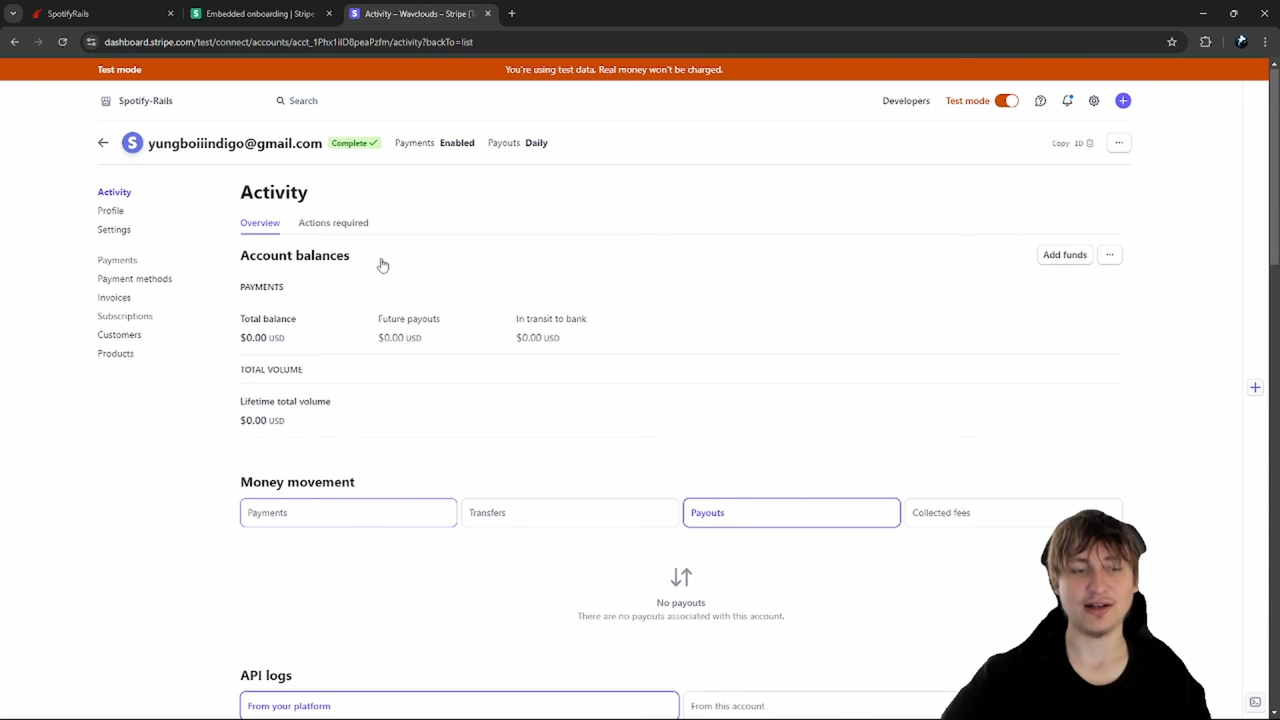 SpotifyRails
Embedded onboarding | Stripe
Activity – Wavclouds – Stripe [T
dashboard.stripe.com/test/connect/accounts/acct_1Phx1iID8peaPzfm/activity?backTo=list
Test mode
You're using test data. Real money won't be charged.
Spotify-Rails
Search
Developers
Test mode
S
yungboiiindigo@gmail.com
Complete
Payments Enabled
Payouts Daily
Copy ID
Activity
Profile
Settings
Payments
Payment methods
Invoices
Subscriptions
Customers
Products
Activity
Overview
Actions required
Account balances
Add funds
PAYMENTS
Total balance
Future payouts
In transit to bank
$0.00 USD
$0.00 USD
$0.00 USD
TOTAL VOLUME
Lifetime total volume
$0.00 USD
Money movement
Payments
Transfers
Payouts
Collected fees
No payouts
There are no payouts associated with this account.
API logs
From your platform
From this account